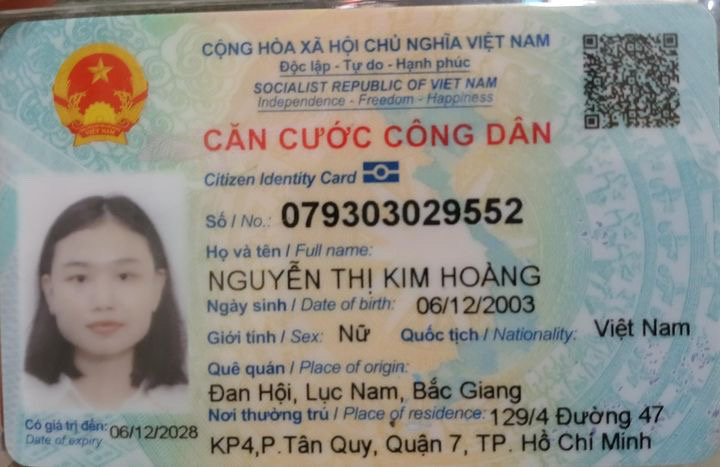 CỘNG HÒA XÃ HỘI CHỦ NGHĨA VIỆT NAM
Độc lập - Tự do - Hạnh phúc
SOCIALIST REPUBLIC OF VIET NAM
Independence - Freedom - Happiness
CĂN CƯỚC CÔNG DÂN
Citizen Identity Card
Số / No.: 079303029552
Họ và tên / Full name:
NGUYỄN THỊ KIM HOÀNG
Ngày sinh / Date of birth: 06/12/2003
Giới tính / Sex: Nữ Quốc tịch / Nationality: Việt Nam
Quê quán / Place of origin:
Đan Hội, Lục Nam, Bắc Giang
Nơi thường trú / Place of residence: 129/4 Đường 47
KP4,P.Tân Quy, Quận 7, TP. Hồ Chí Minh
Có giá trị đến: 06/12/2028
Date of expiry
VIỆT NAM